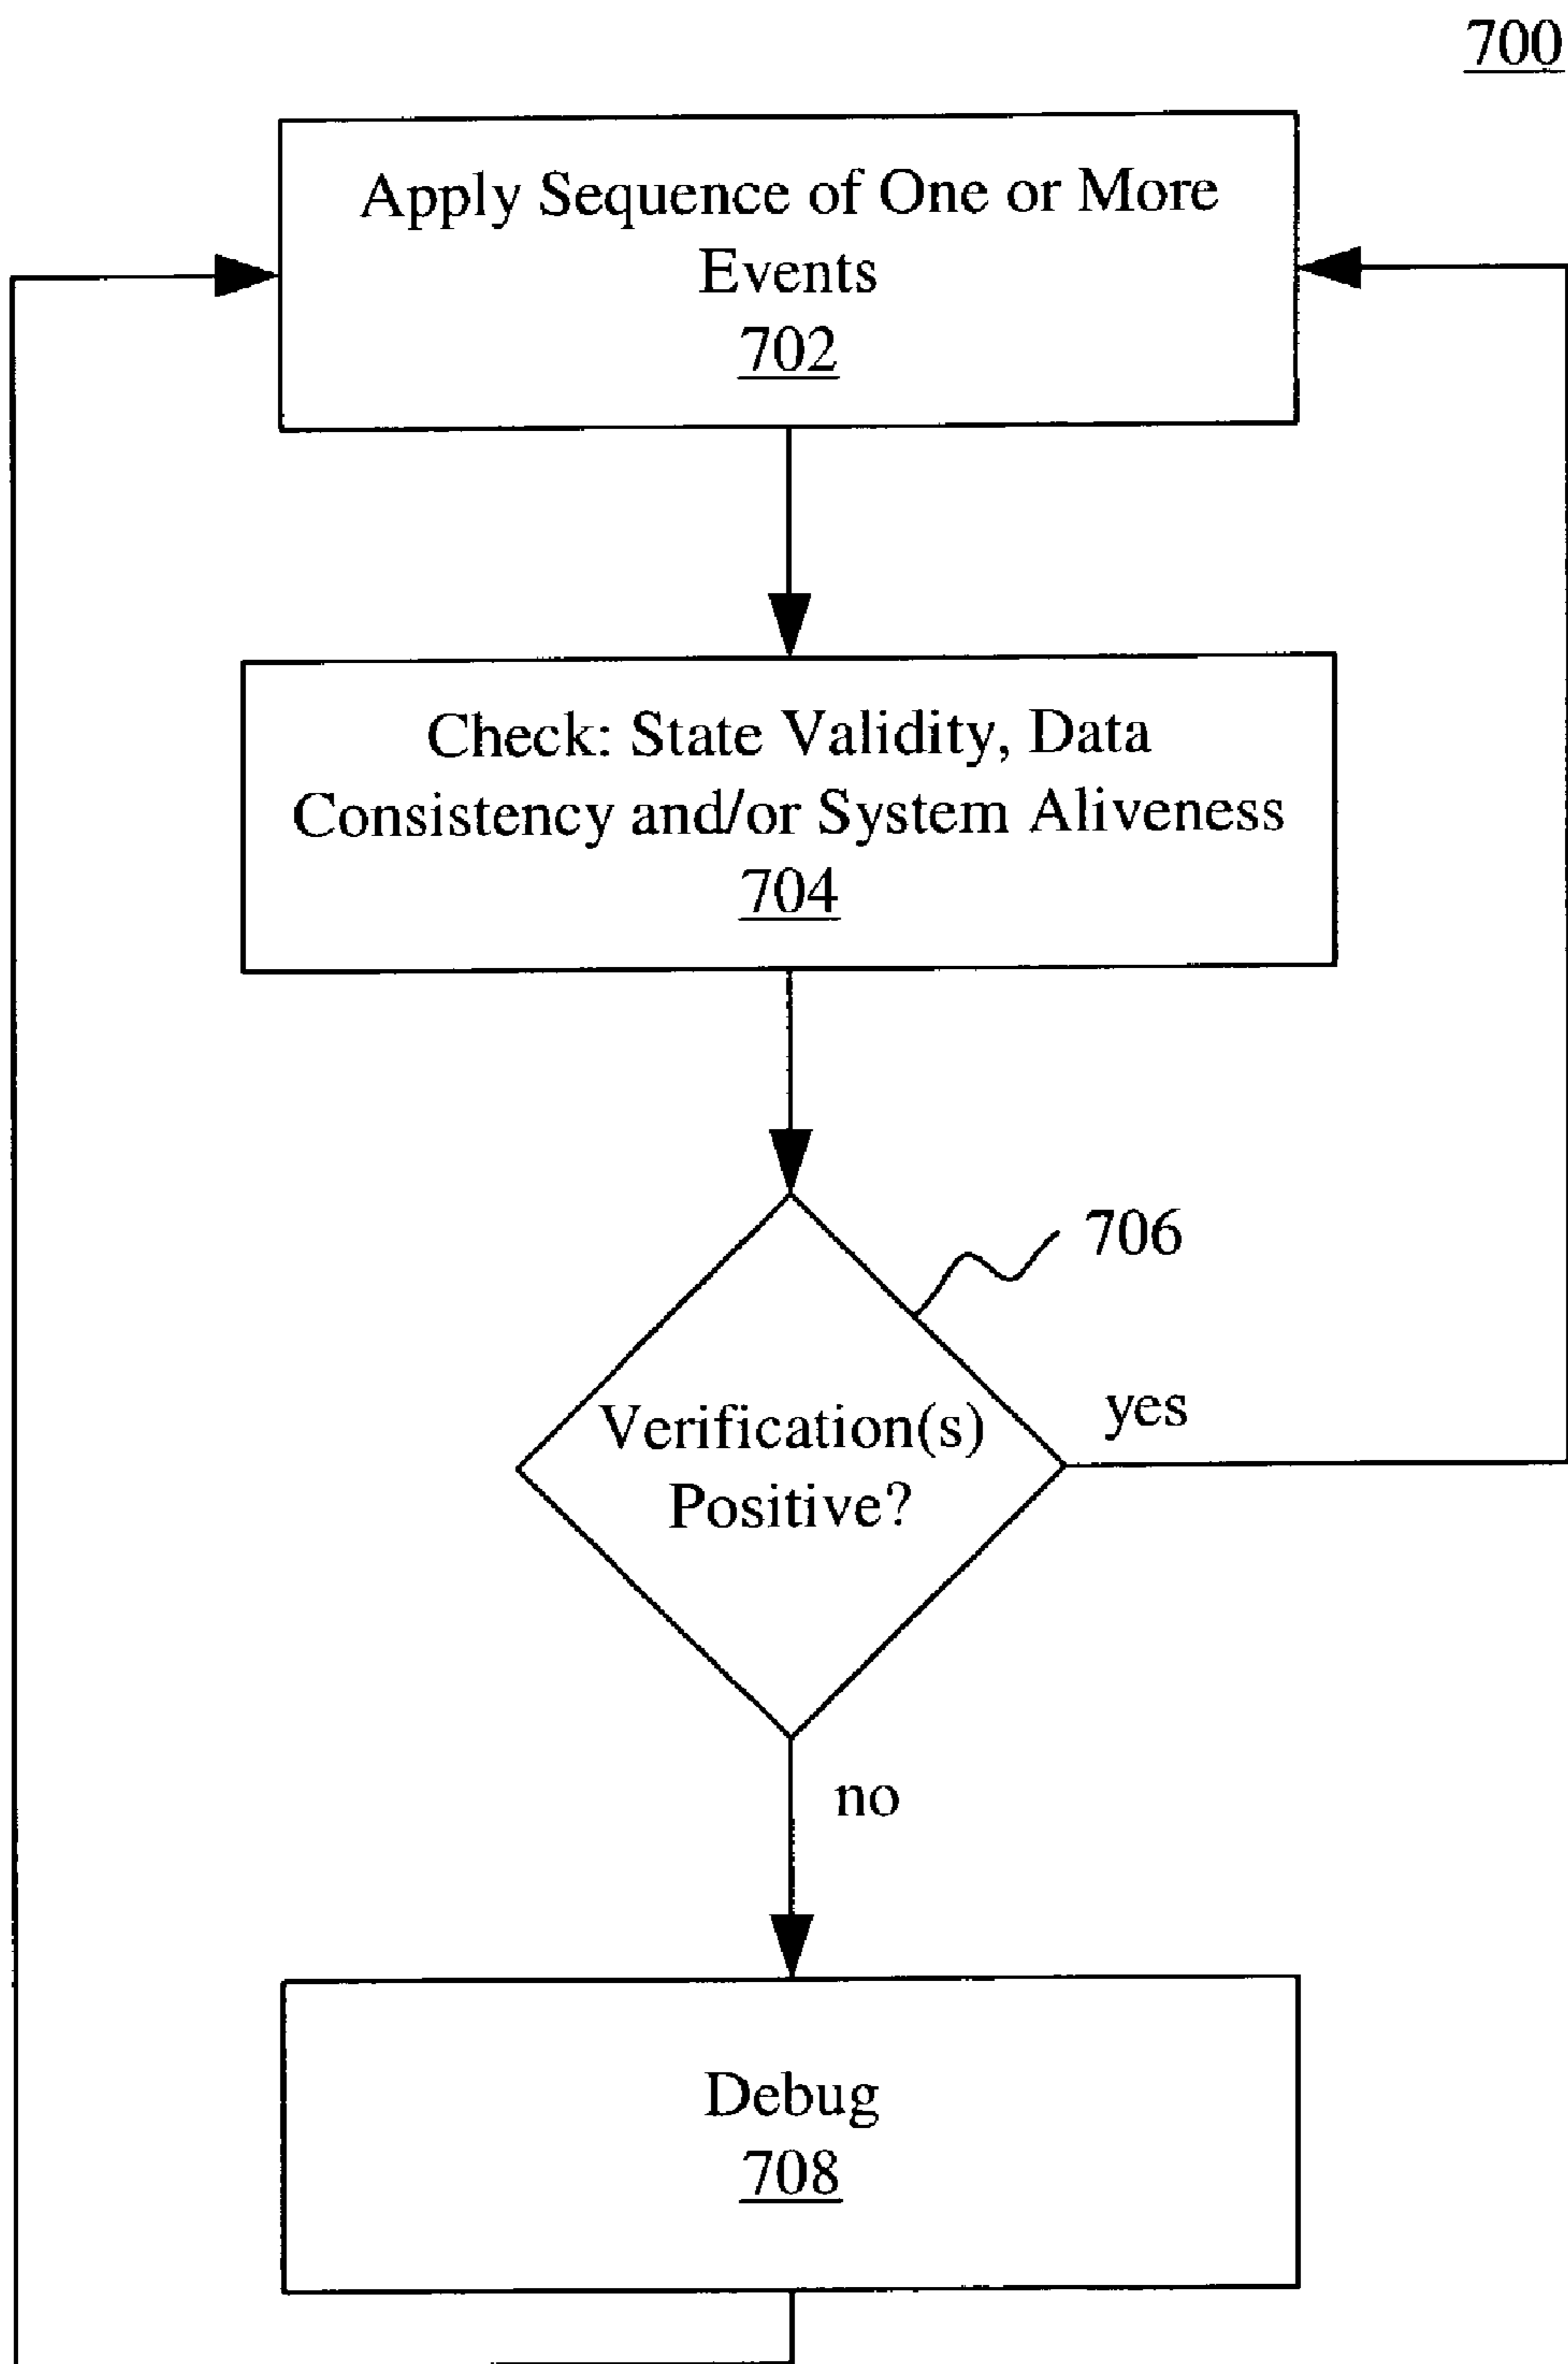 700
Apply Sequence of One or More
Events
702
Check: State Validity, Data
Consistency and/or System Aliveness
704
706
Verification(s)
Positive?
yes
no
Debug
708